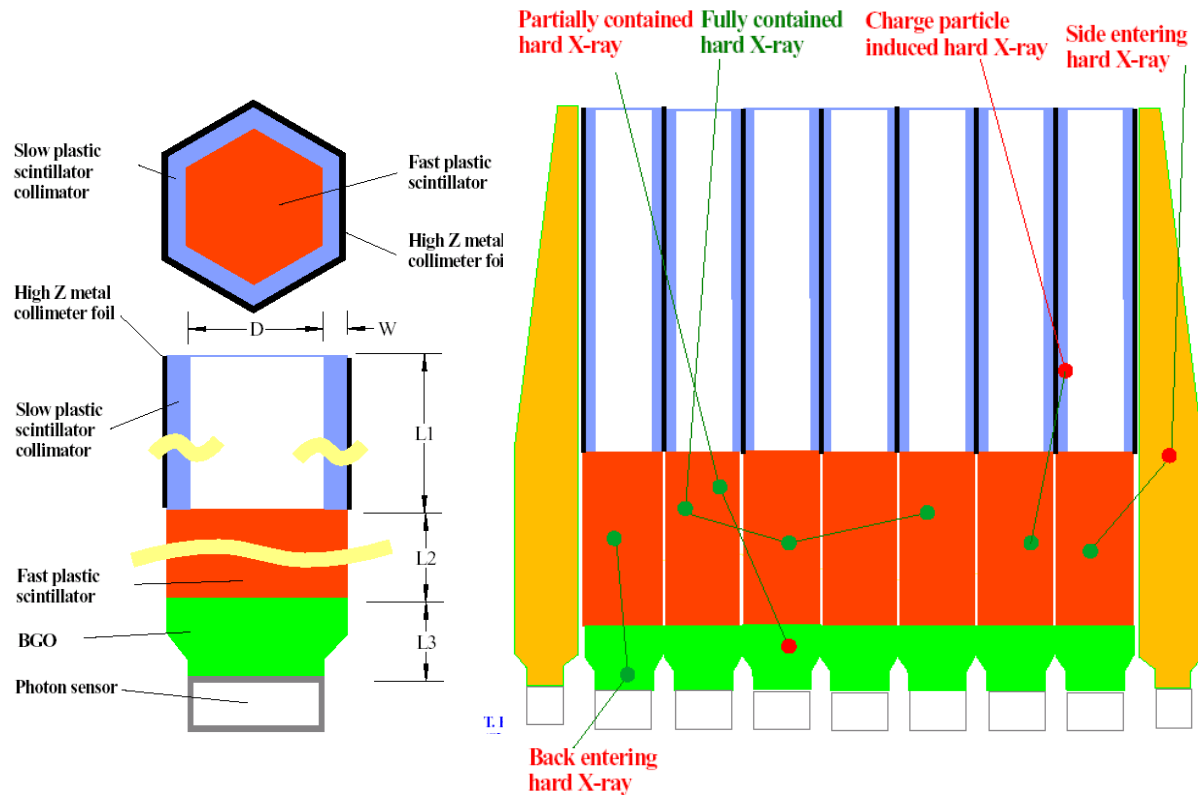 Partially contained
hard X-ray
Fully contained
hard X-ray
Charge particle
induced hard X-ray
Side entering
hard X-ray
Slow plastic
scintillator
collimator
Fast plastic
scintillator
High Z metal
collimeter foi
High Z metal
collimeter foil
D
W
Slow plastic
scintillator
collimator
L1
L2
Fast plastic
scintillator
BGO
L3
Photon sensor
Back entering
hard X-ray